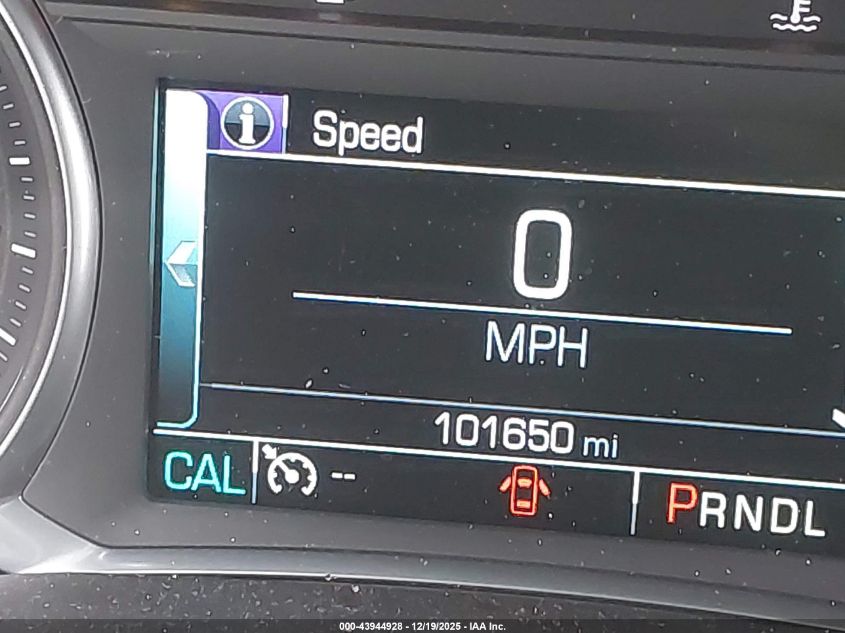 Speed
0
MPH
101650 mi
CAL -- PRNDL
000-43944928 - 12/19/2025 - IAA Inc.